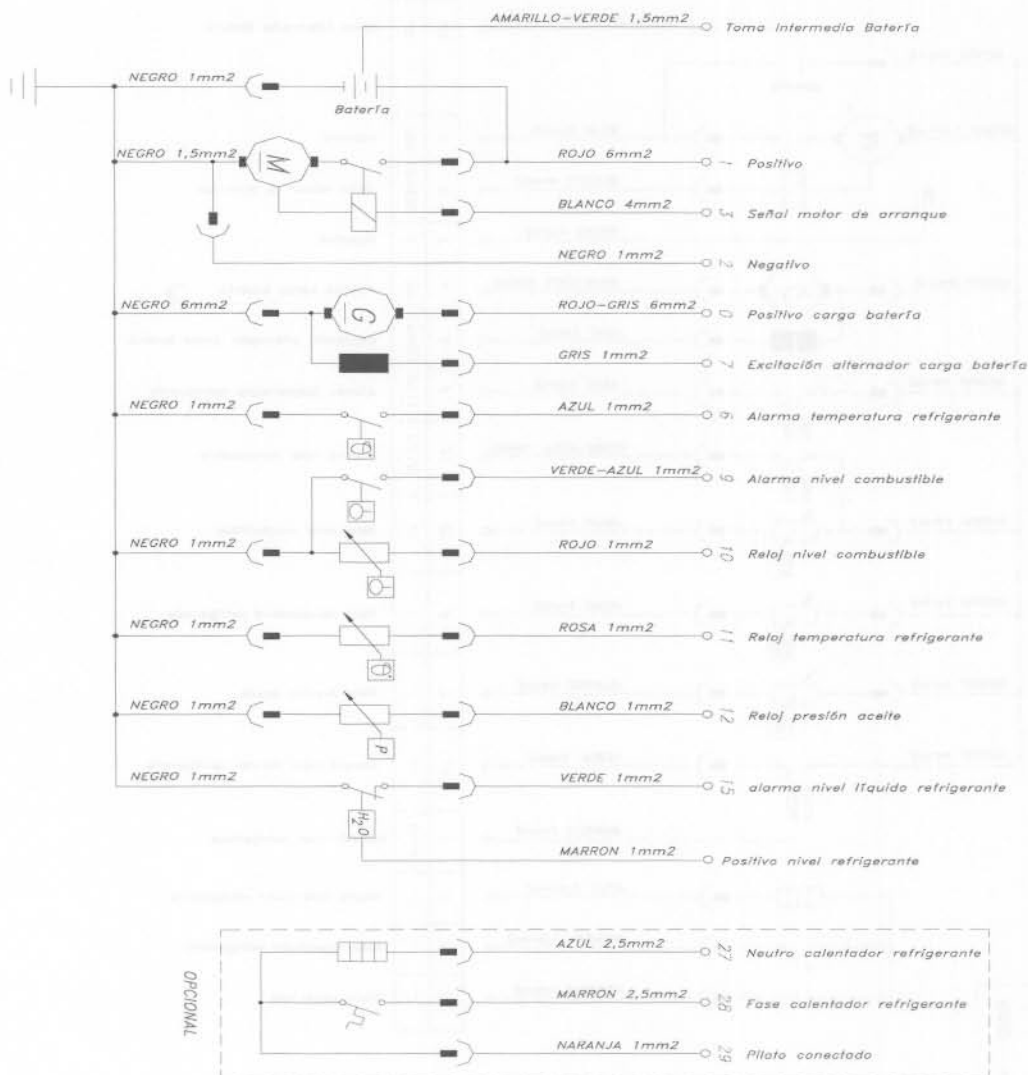 AMARILLO-VERDE 1,5mm2 Toma intermedia Batería
NEGRO 1mm2
Batería
NEGRO 1,5mm2 M ROJO 6mm2 1 Positivo
BLANCO 4mm2 3 Señal motor de arranque
NEGRO 1mm2 2 Negativo
NEGRO 6mm2 G ROJO-GRIS 6mm2 0 Positivo carga batería
GRIS 1mm2 7 Excitación alternador carga batería
NEGRO 1mm2 AZUL 1mm2 6 Alarma temperatura refrigerante
VERDE-AZUL 1mm2 9 Alarma nivel combustible
NEGRO 1mm2 ROJO 1mm2 10 Reloj nivel combustible
NEGRO 1mm2 ROSA 1mm2 11 Reloj temperatura refrigerante
NEGRO 1mm2 BLANCO 1mm2 12 Reloj presión aceite
P
NEGRO 1mm2 VERDE 1mm2 15 alarma nivel líquido refrigerante
H2O
MARRON 1mm2 Positivo nivel refrigerante
OPCIONAL
AZUL 2,5mm2 27 Neutro calentador refrigerante
MARRON 2,5mm2 28 Fase calentador refrigerante
NARANJA 1mm2 29 Piloto conectado